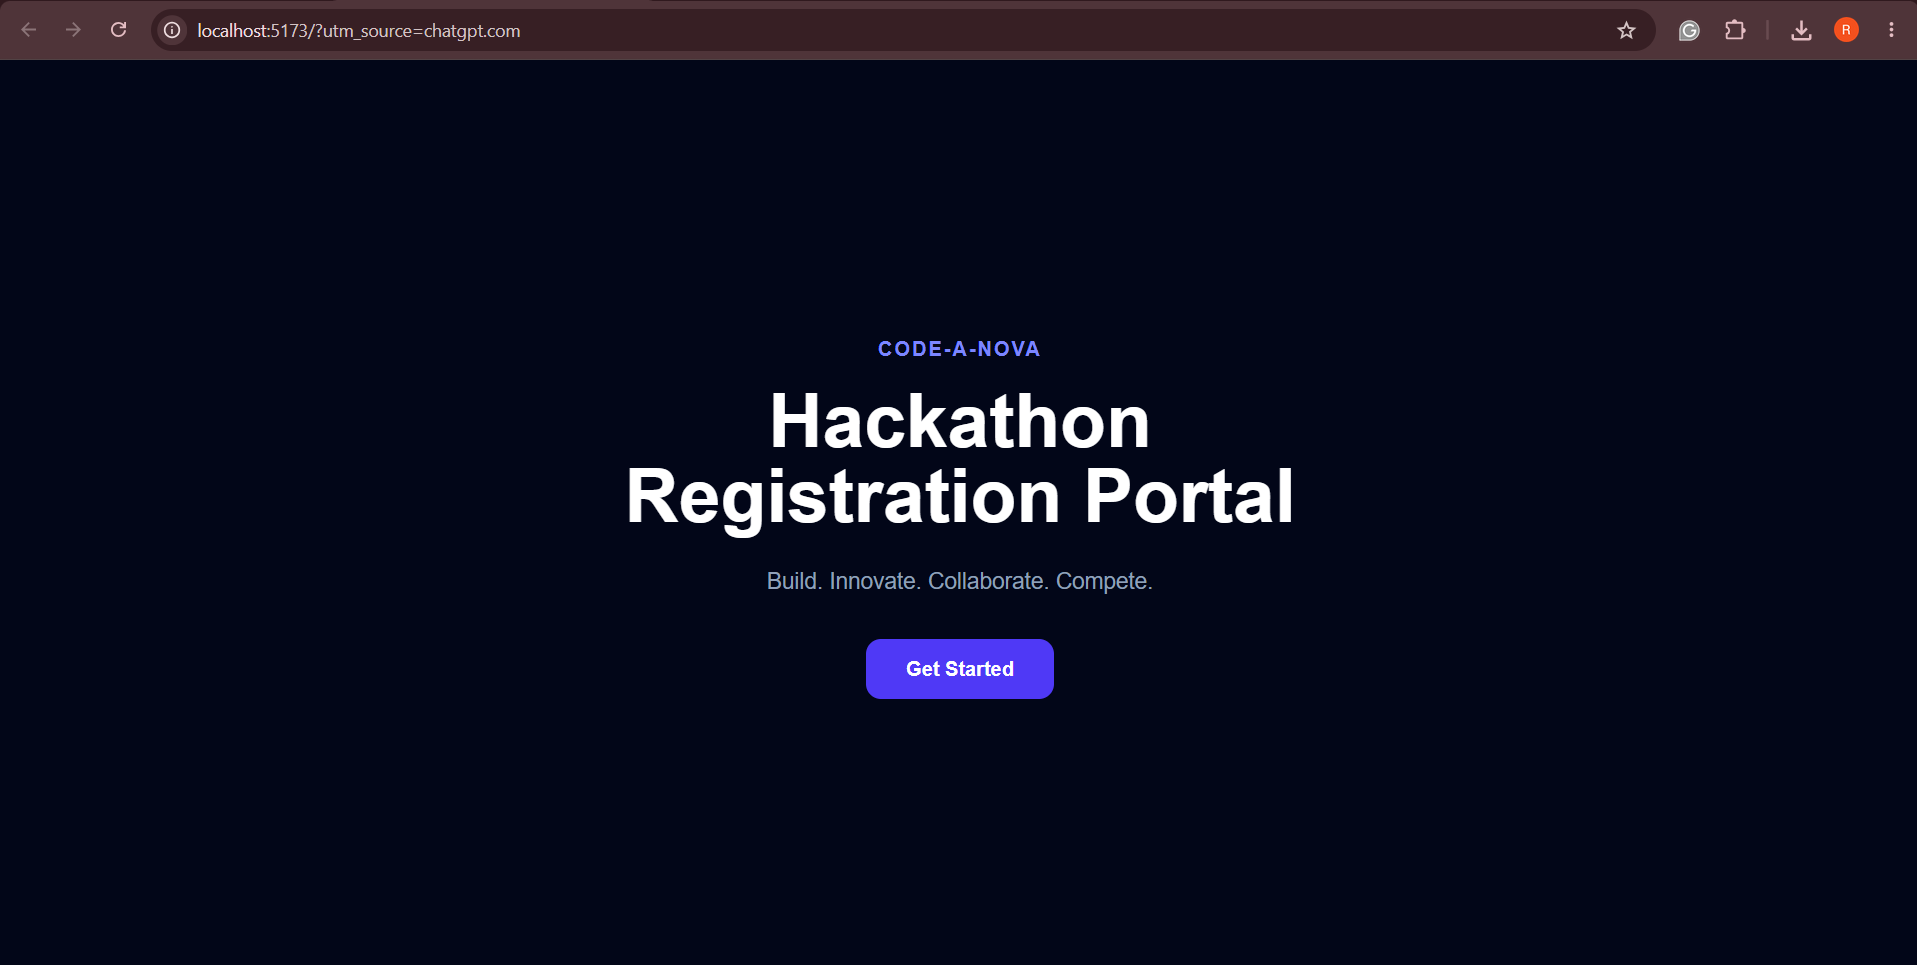 localhost:5173/?utm_source=chatgpt.com
R
CODE-A-NOVA
Hackathon
Registration Portal
Build. Innovate. Collaborate. Compete.
Get Started